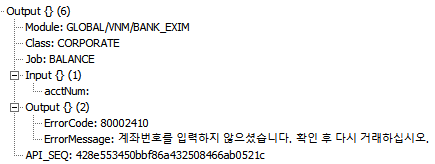 Output {} (6)
Module: GLOBAL/VNM/BANK_EXIM
Class: CORPORATE
Job: BALANCE
Input {} (1)
acctNum:
Output {} (2)
ErrorCode: 80002410
ErrorMessage: 계좌번호를 입력하지 않으셨습니다. 확인 후 다시 거래하십시오.
API_SEQ: 428e553450bbf86a432508466ab0521c